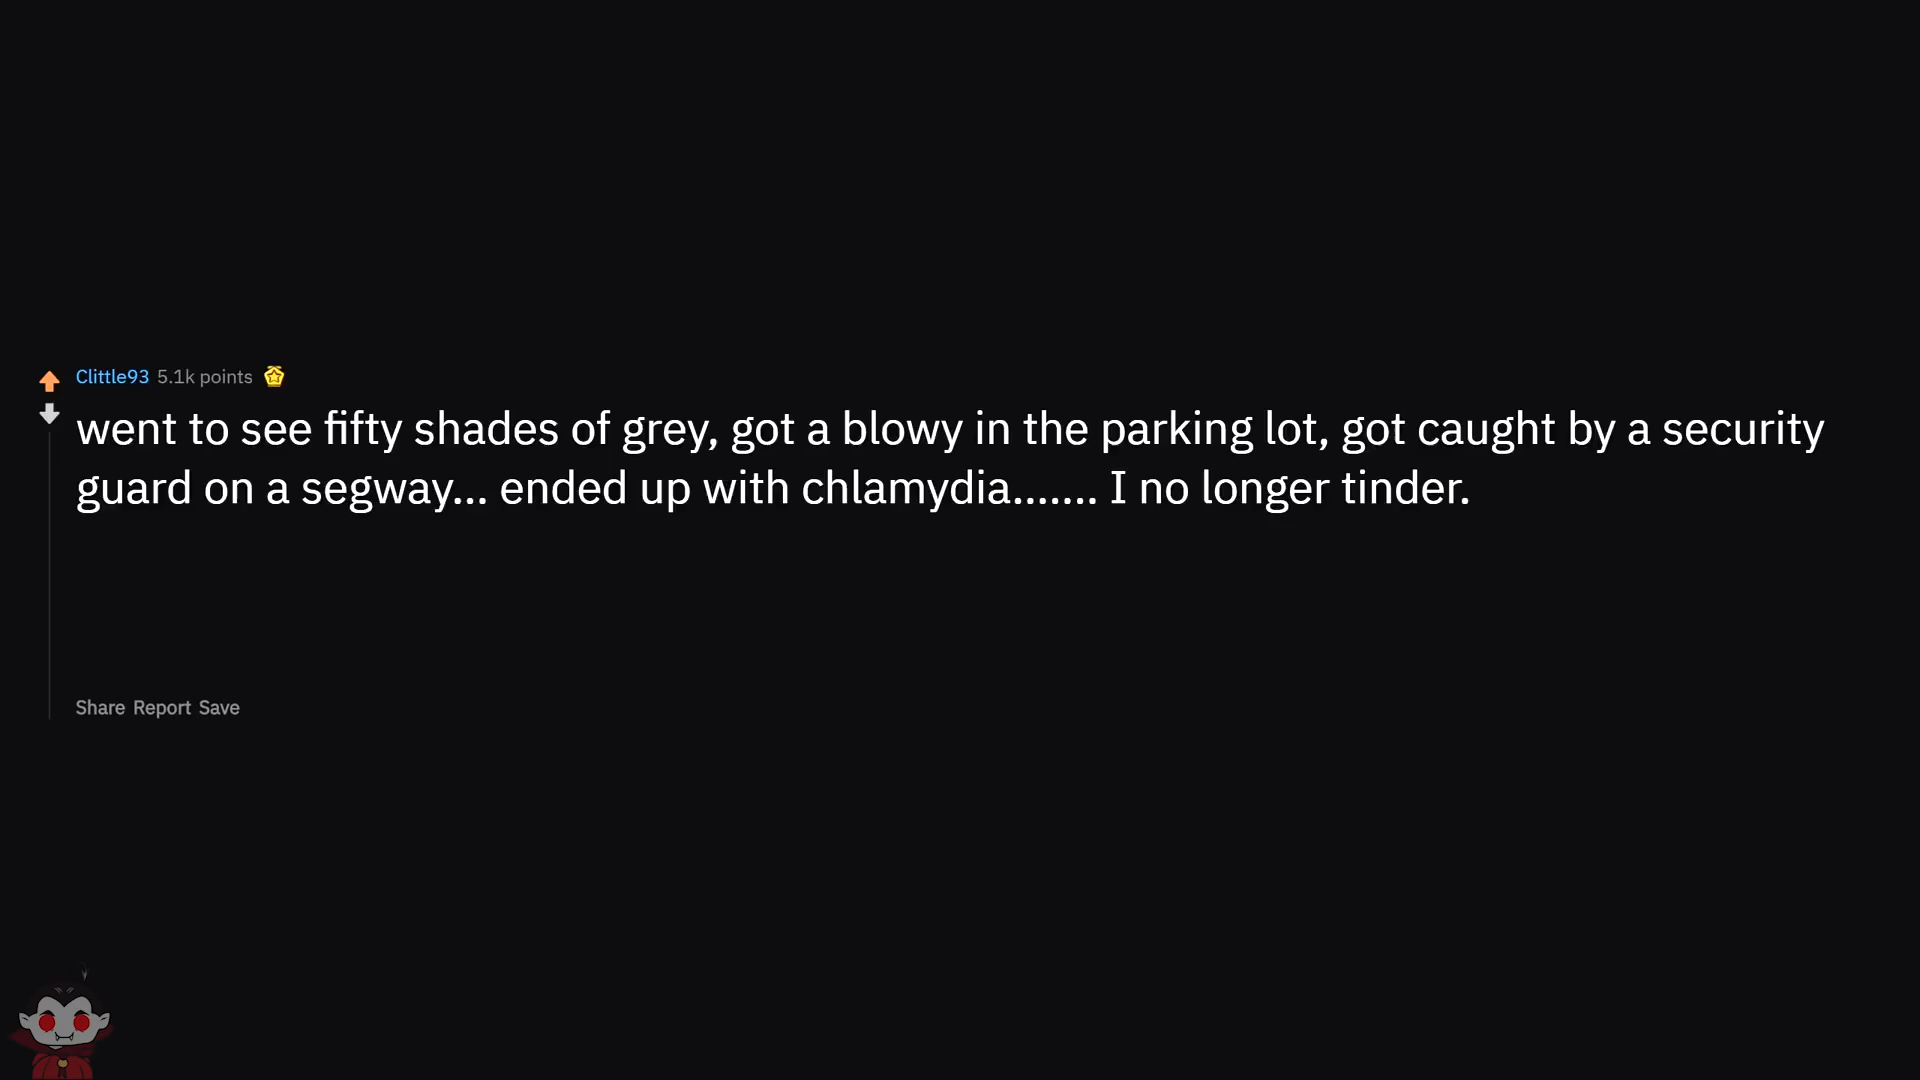 Clittle93 5.1k points
went to see fifty shades of grey, got a blowy in the parking lot, got caught by a security
guard on a segway... ended up with chlamydia....... I no longer tinder.
Share Report Save